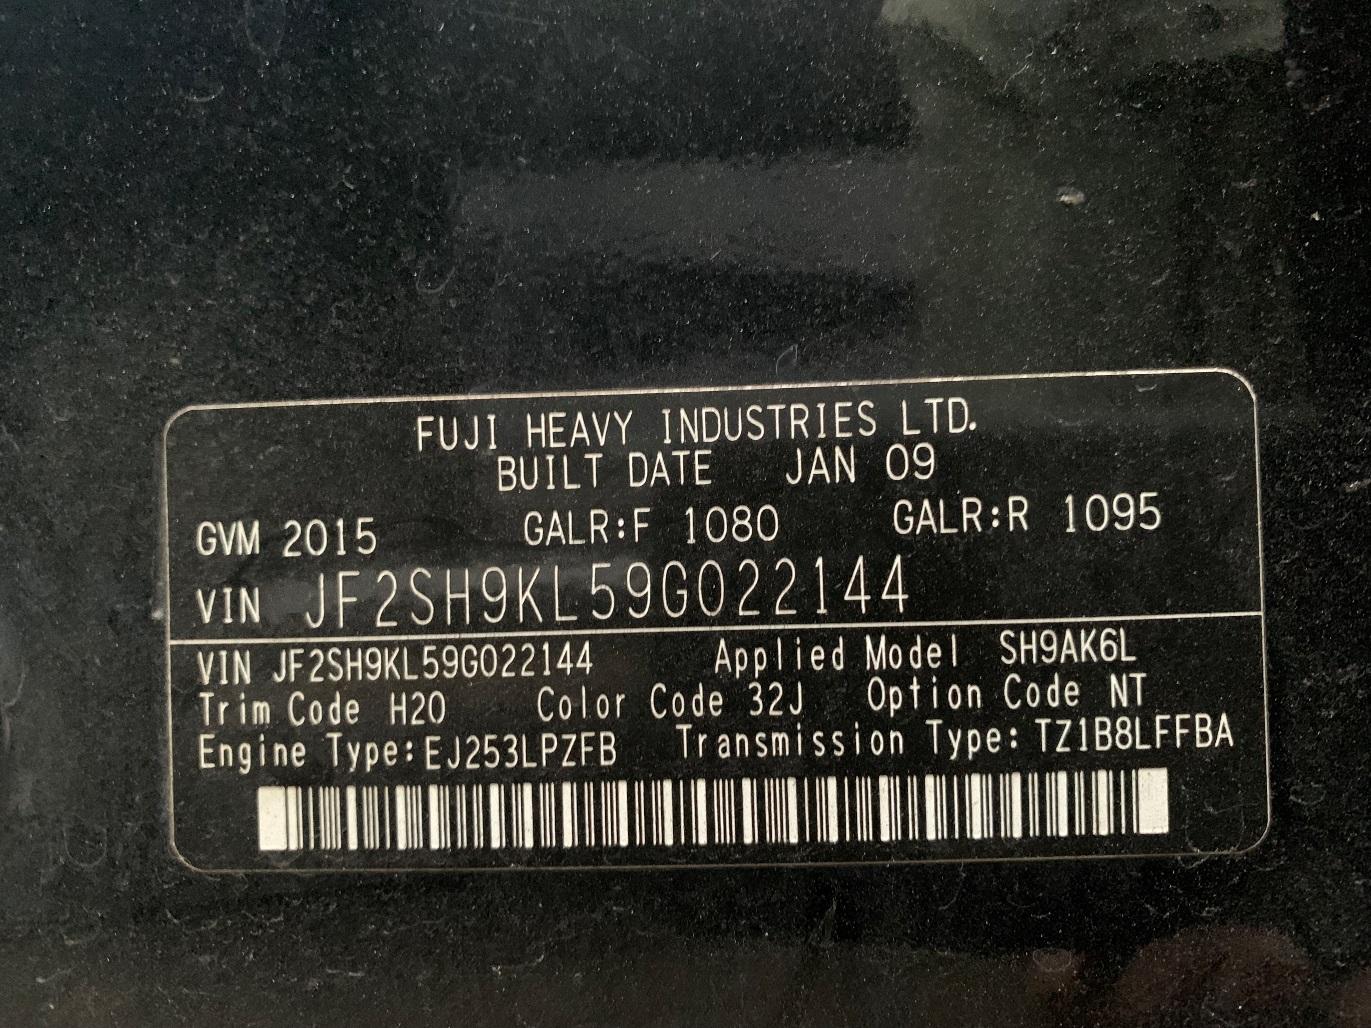 FUJI HEAVY INDUSTRIES LTD.
BUILT DATE JAN 09
GVM 2015 GALR:F 1080 GALR:R 1095
VIN JF2SH9KL59G022144
VIN JF2SH9KL59G022144 Applied Model SH9AK6L
Trim Code H20 Color Code 32J Option Code NT
Engine Type:EJ253LPZFB Transmission Type:TZ1B8LFFBA